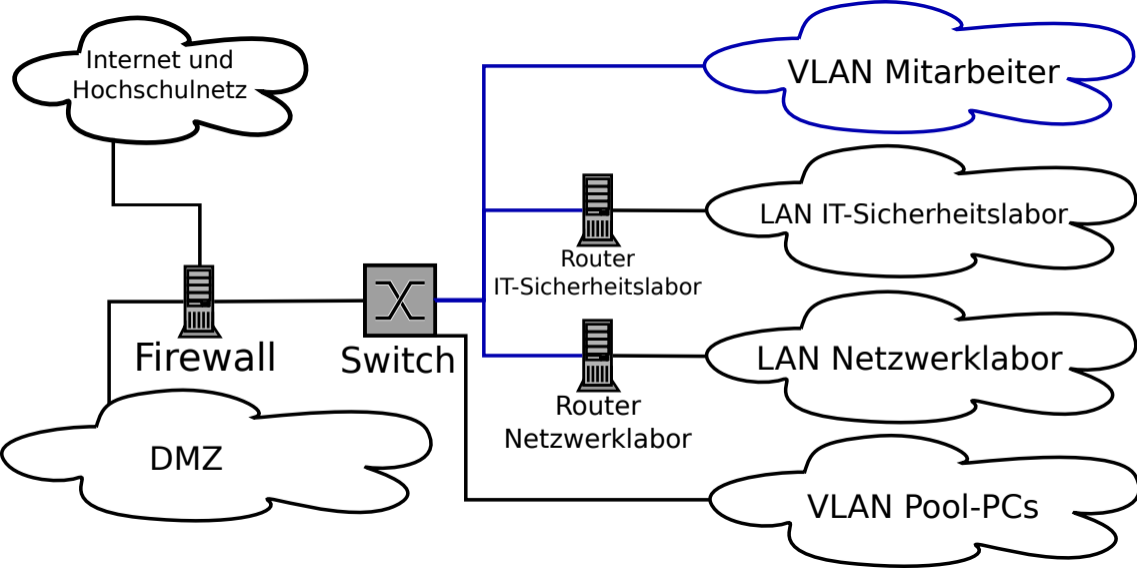 Internet und
Hochschulnetz
VLAN Mitarbeiter
LAN IT-Sicherheitslabor
Router
IT-Sicherheitslabor
Firewall
Switch
LAN Netzwerklabor
Router
Netzwerklabor
DMZ
VLAN Pool-PCs